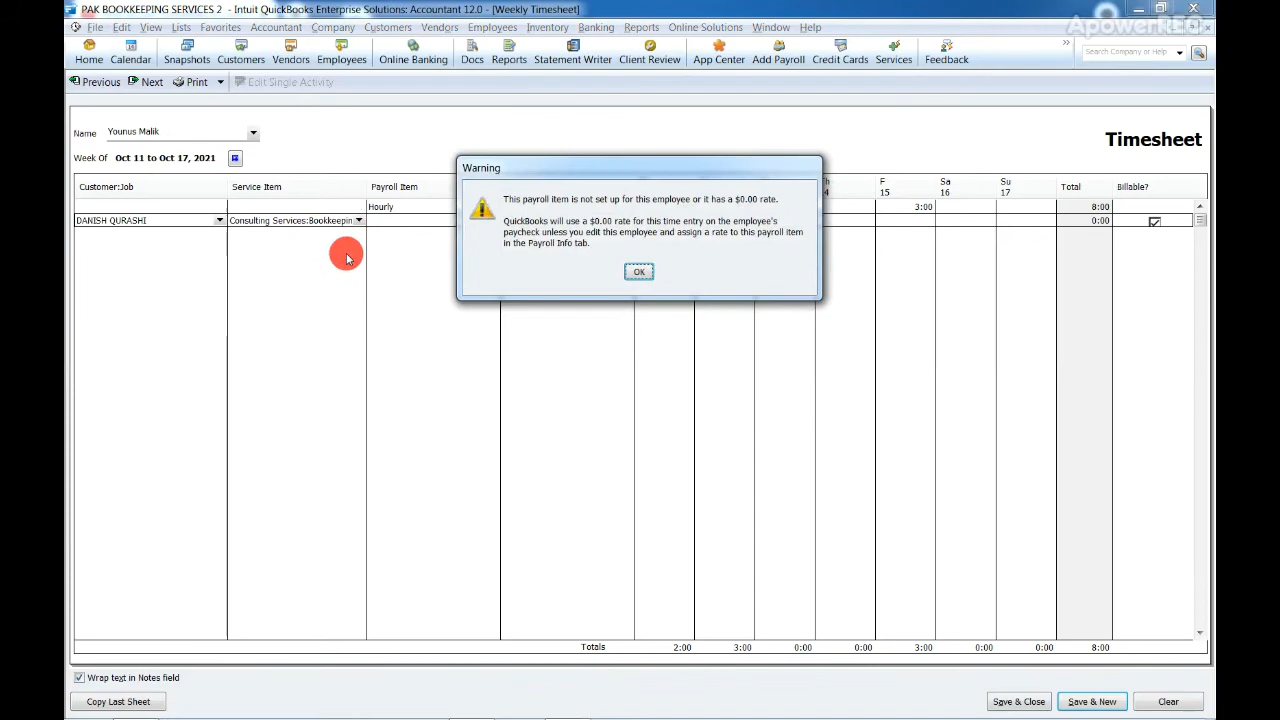 PAK BOOKKEEPING SERVICES 2 - Intuit QuickBooks Enterprise Solutions: Accountant 12.0 - [Weekly Timesheet]
File Edit View Lists Favorites Accountant Company Customers Vendors Employees Inventory Banking Reports Online Solutions Window Help
Home Calendar Snapshots Customers Vendors Employees Online Banking Docs Reports Statement Writer Client Review App Center Add Payroll Credit Cards Services Feedback
Search Company or Help
Previous Next Print Edit Single Activity
Name Younus Malik
Timesheet
Week Of Oct 11 to Oct 17, 2021
Warning
This payroll item is not set up for this employee or it has a $0.00 rate.
QuickBooks will use a $0.00 rate for this time entry on the employee's
paycheck unless you edit this employee and assign a rate to this payroll item
in the Payroll Info tab.
OK
Customer:Job Service Item Payroll Item F 15 Sa 16 Su 17 Total Billable?
Hourly 3:00 8:00
DANISH QURASHI Consulting Services:Bookkeepin 0:00
Totals 2:00 3:00 0:00 0:00 3:00 0:00 0:00 8:00
Wrap text in Notes field
Copy Last Sheet Save & Close Save & New Clear